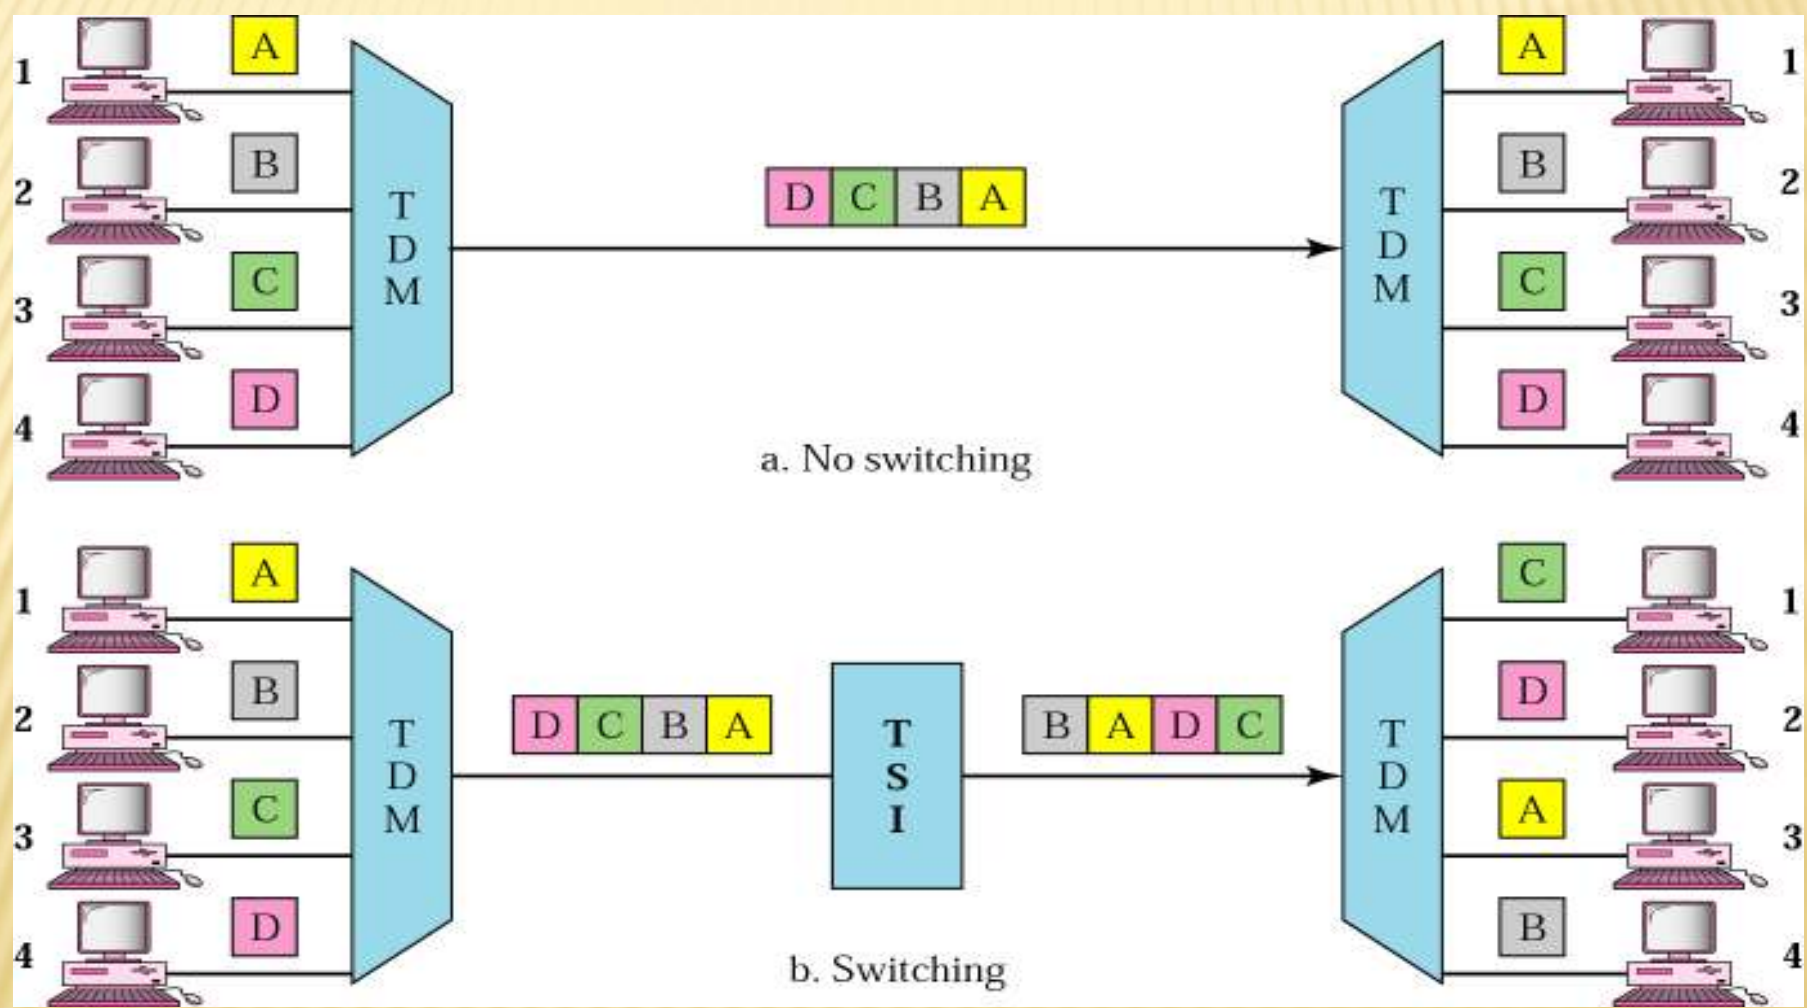 1 A A 1
2 B B 2
T D M
D C B A
T D M
3 C C 3
4 D D 4
a. No switching
1 A C 1
2 B D 2
T D M
D C B A
T S I
B A D C
T D M
3 C A 3
4 D B 4
b. Switching